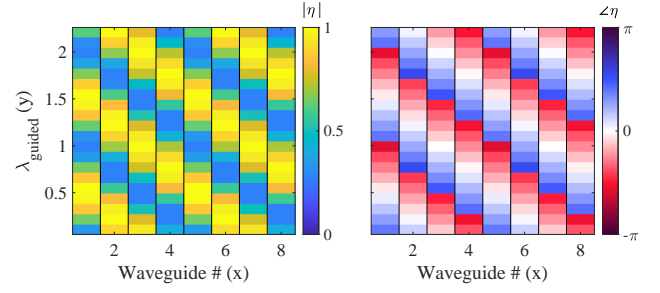 |η| ∠η
2 1 π
1.5
1 0.5 0
0.5
0 -π
λguided (y)
2 4 6 8 2 4 6 8
Waveguide # (x) Waveguide # (x)